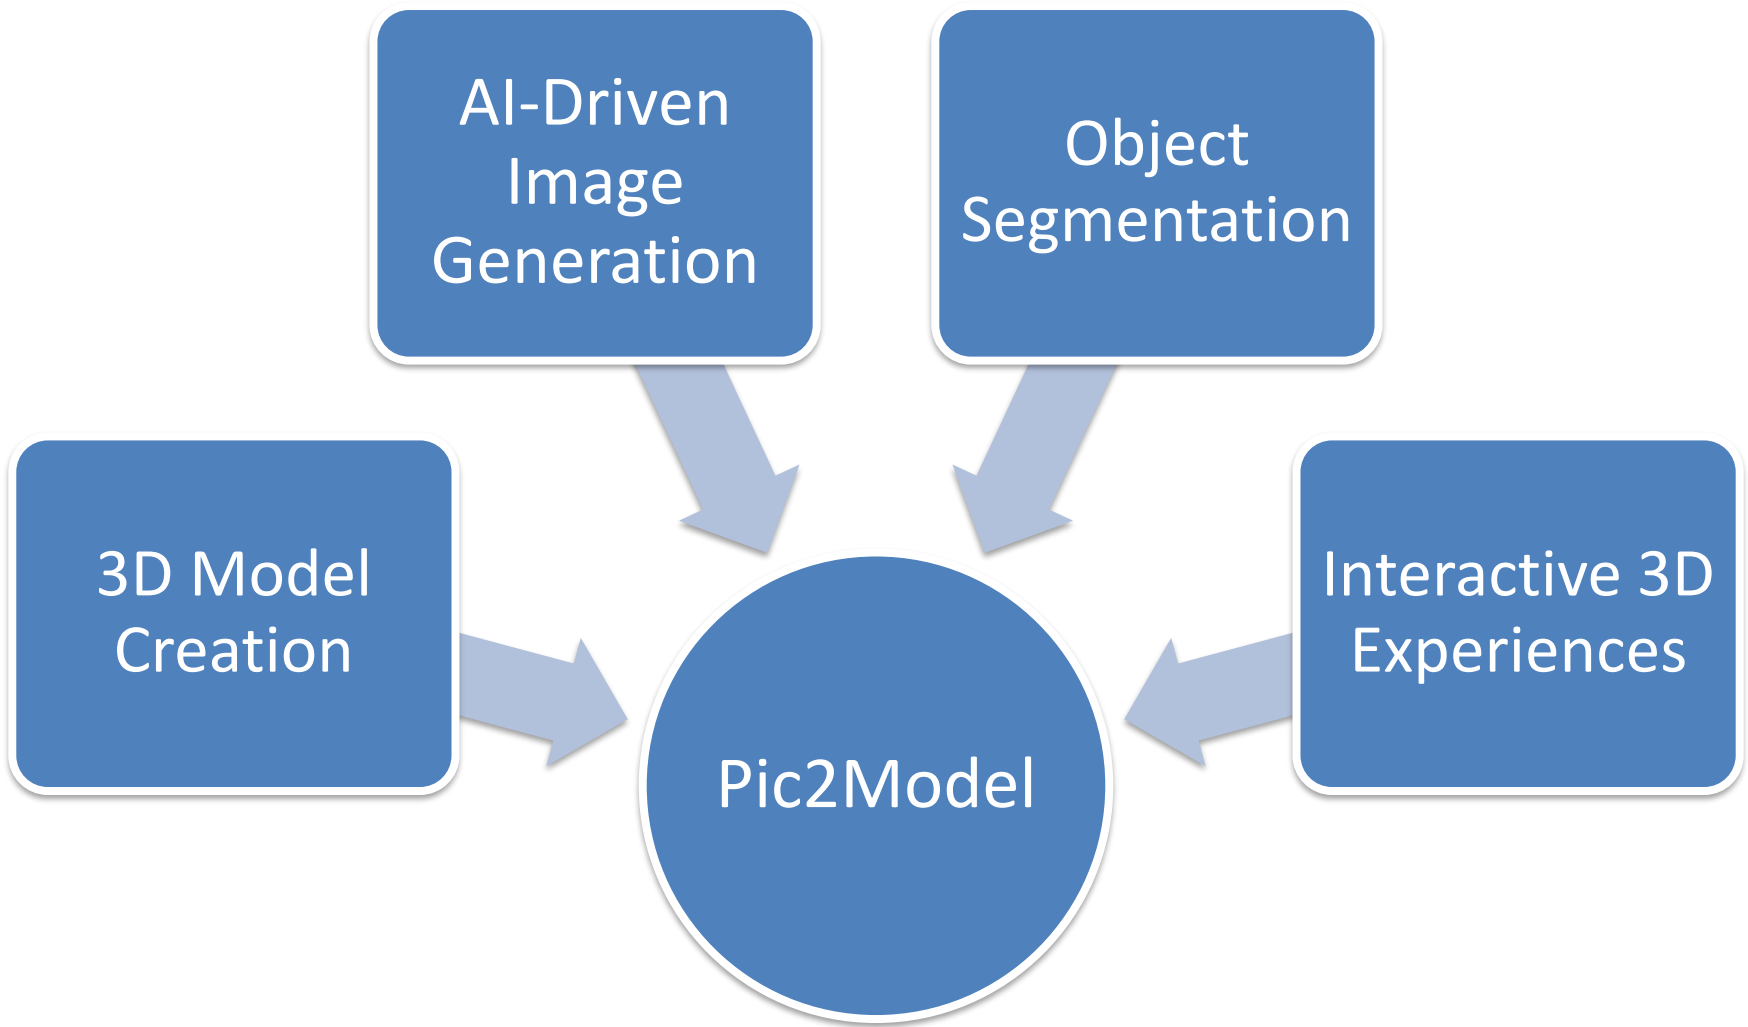 AI-Driven
Image
Generation
Object
Segmentation
3D Model
Creation
Interactive 3D
Experiences
Pic2Model